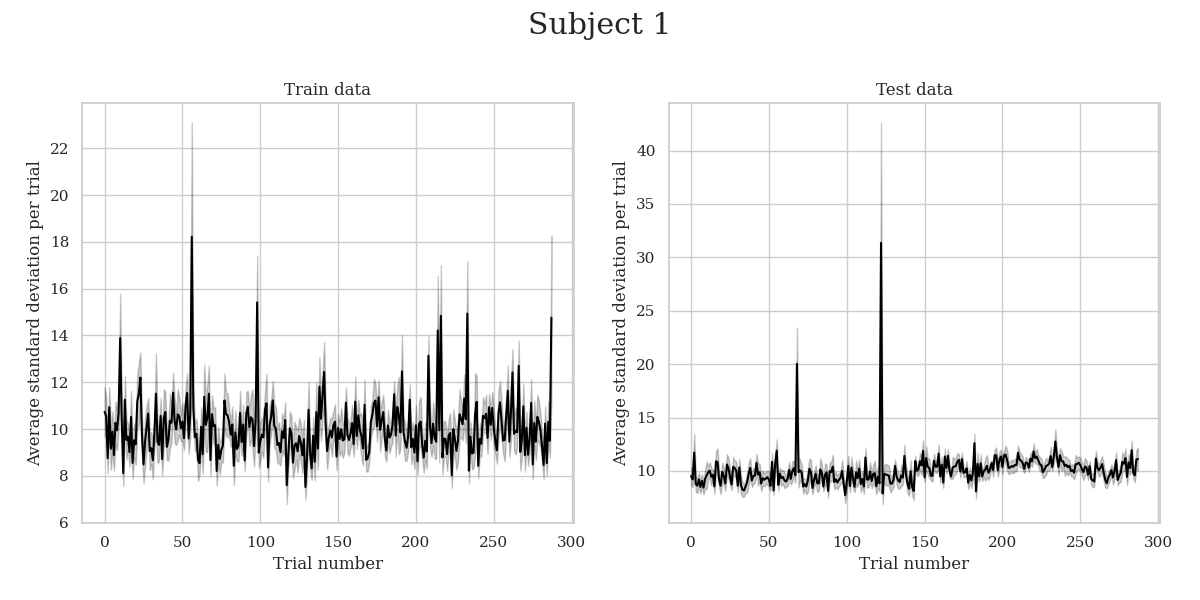 Subject 1
Train data
Average standard deviation per trial
22
20
18
16
14
12
10
8
6
0 50 100 150 200 250 300
Trial number
Test data
Average standard deviation per trial
40
35
30
25
20
15
10
0 50 100 150 200 250 300
Trial number